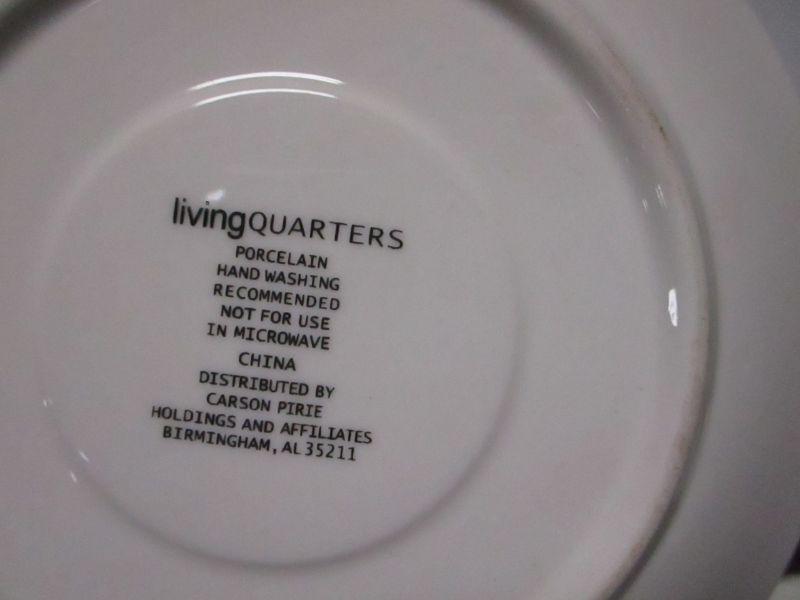 livingQUARTERS
PORCELAIN
HAND WASHING
RECOMMENDED
NOT FOR USE
IN MICROWAVE
CHINA
DISTRIBUTED BY
CARSON PIRIE
HOLDINGS AND AFFILIATES
BIRMINGHAM, AL 35211